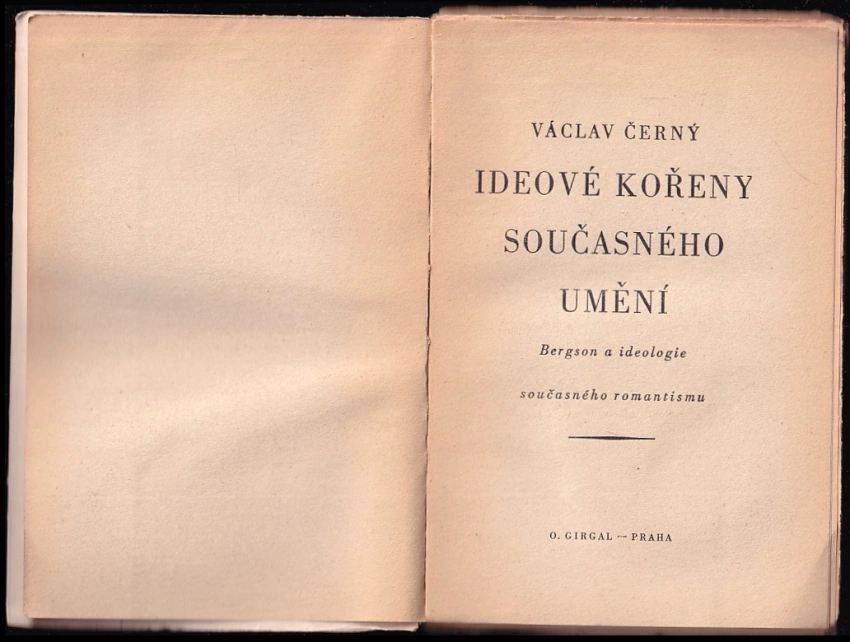 VÁCLAV ČERNÝ
IDEOVÉ KOŘENY
SOUČASNÉHO
UMĚNÍ
Bergson a ideologie
současného romantismu
O. GIRGAL — PRAHA